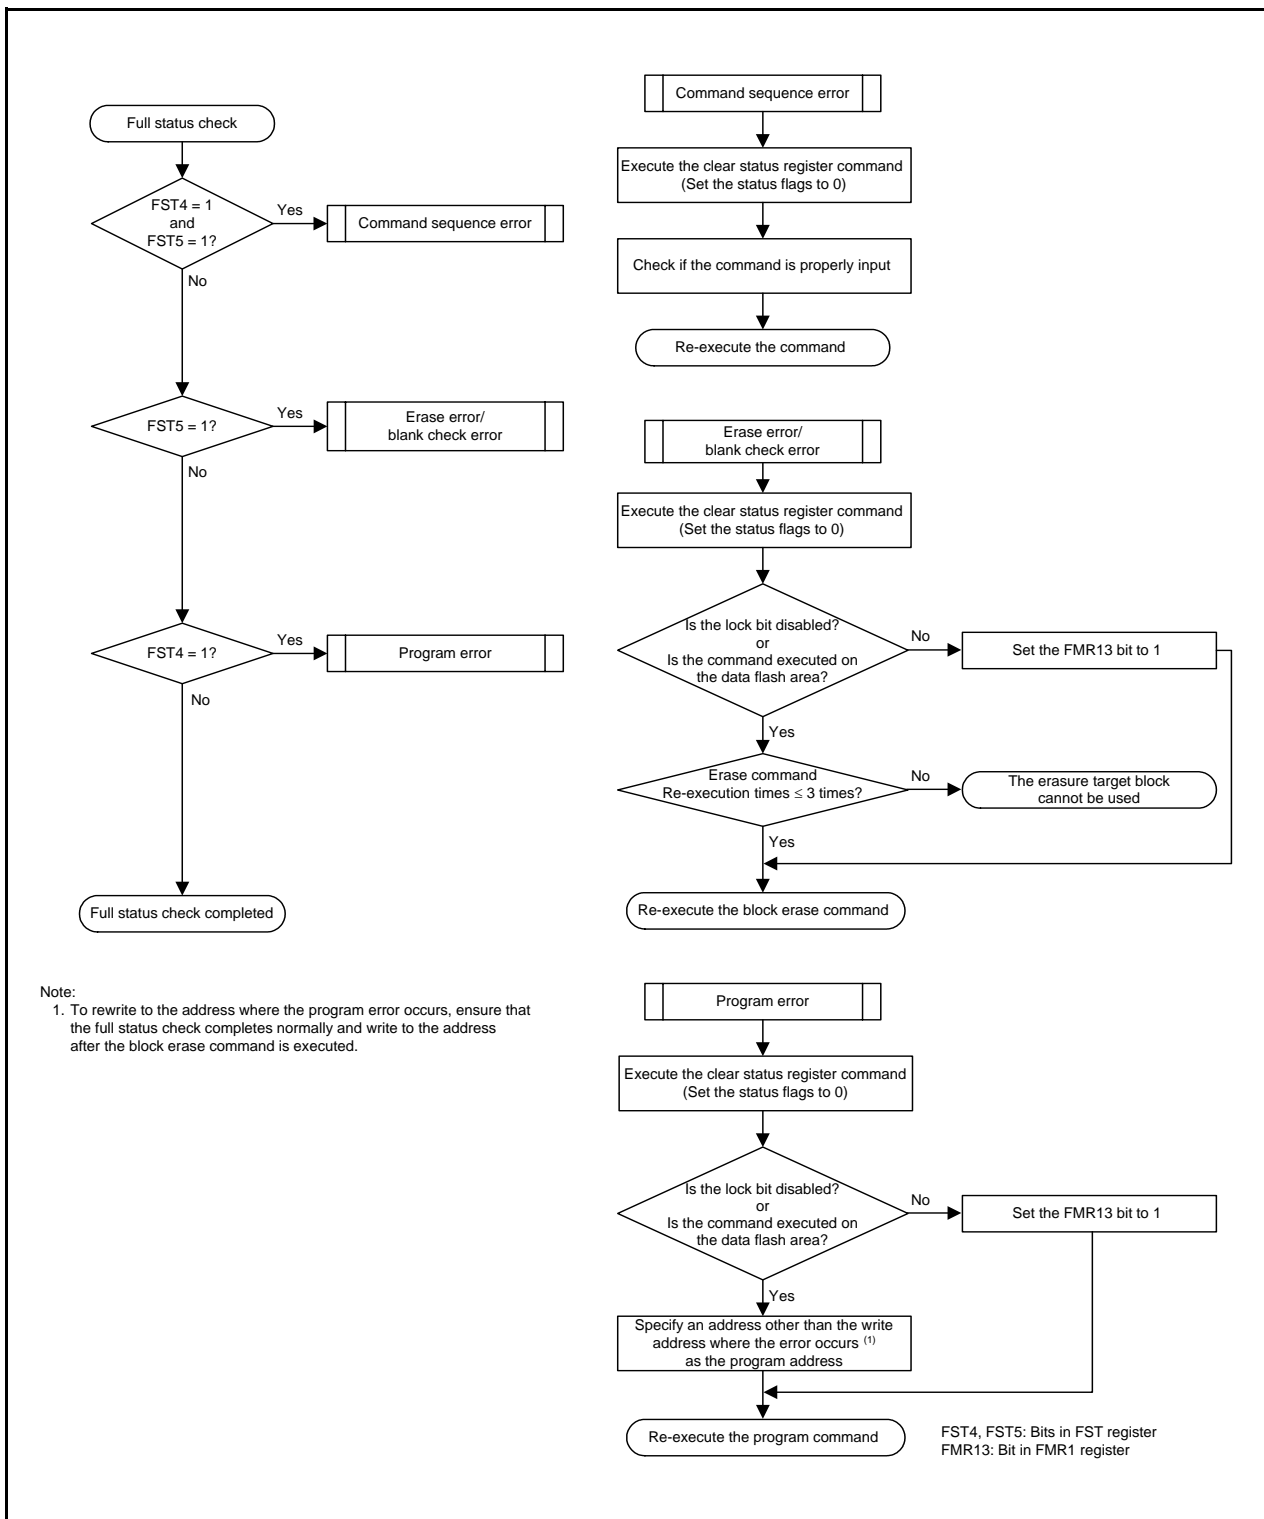 Full status check
FST4 = 1
and
FST5 = 1?
Yes
Command sequence error
No
FST5 = 1?
Yes
Erase error/
blank check error
No
FST4 = 1?
Yes
Program error
No
Full status check completed
Note:
1. To rewrite to the address where the program error occurs, ensure that
the full status check completes normally and write to the address
after the block erase command is executed.
Command sequence error
Execute the clear status register command
(Set the status flags to 0)
Check if the command is properly input
Re-execute the command
Erase error/
blank check error
Execute the clear status register command
(Set the status flags to 0)
Is the lock bit disabled?
or
Is the command executed on
the data flash area?
No
Set the FMR13 bit to 1
Yes
Erase command
Re-execution times ≤ 3 times?
No
The erasure target block
cannot be used
Yes
Re-execute the block erase command
Program error
Execute the clear status register command
(Set the status flags to 0)
Is the lock bit disabled?
or
Is the command executed on
the data flash area?
No
Set the FMR13 bit to 1
Yes
Specify an address other than the write
address where the error occurs (1)
as the program address
Re-execute the program command
FST4, FST5: Bits in FST register
FMR13: Bit in FMR1 register